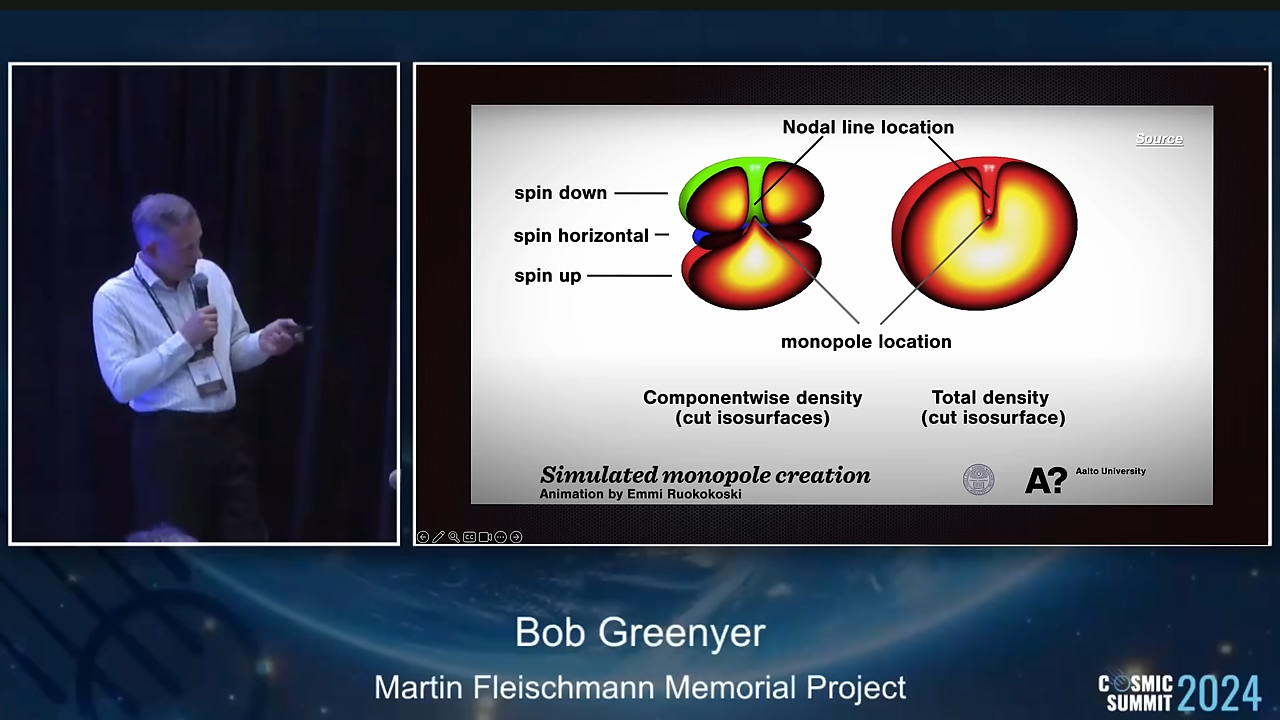 Nodal line location
Source
spin down
spin horizontal
spin up
monopole location
Componentwise density
(cut isosurfaces)
Total density
(cut isosurface)
Simulated monopole creation
Animation by Emmi Ruokokoski
A?
Aalto University
Bob Greenyer
Martin Fleischmann Memorial Project
COSMIC
SUMMIT
2024